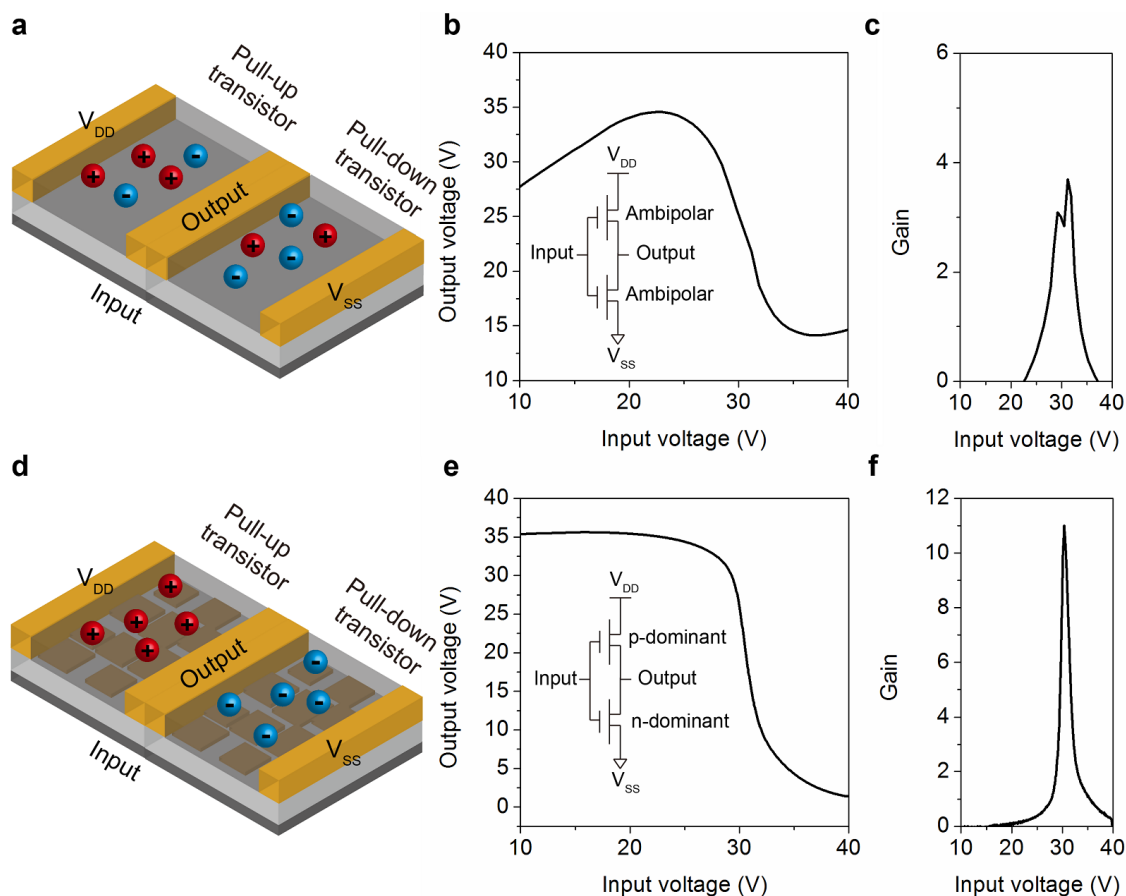 a
Pull-up
transistor
Pull-down
transistor
V_DD
+
+
+
-
-
Output
-
+
+
-
-
-
V_SS
Input
b
Output voltage (V)
40
35
30
25
20
15
10
V_DD
Ambipolar
Input
Output
Ambipolar
V_SS
10 20 30 40
Input voltage (V)
c
Gain
6
4
2
0
10 20 30 40
Input voltage (V)
d
Pull-up
transistor
Pull-down
transistor
V_DD
+
+
+
+
+
Output
-
-
-
-
-
V_SS
Input
e
Output voltage (V)
40
35
30
25
20
15
10
5
0
V_DD
p-dominant
Input
Output
n-dominant
V_SS
10 20 30 40
Input voltage (V)
f
Gain
12
10
8
6
4
2
0
10 20 30 40
Input voltage (V)